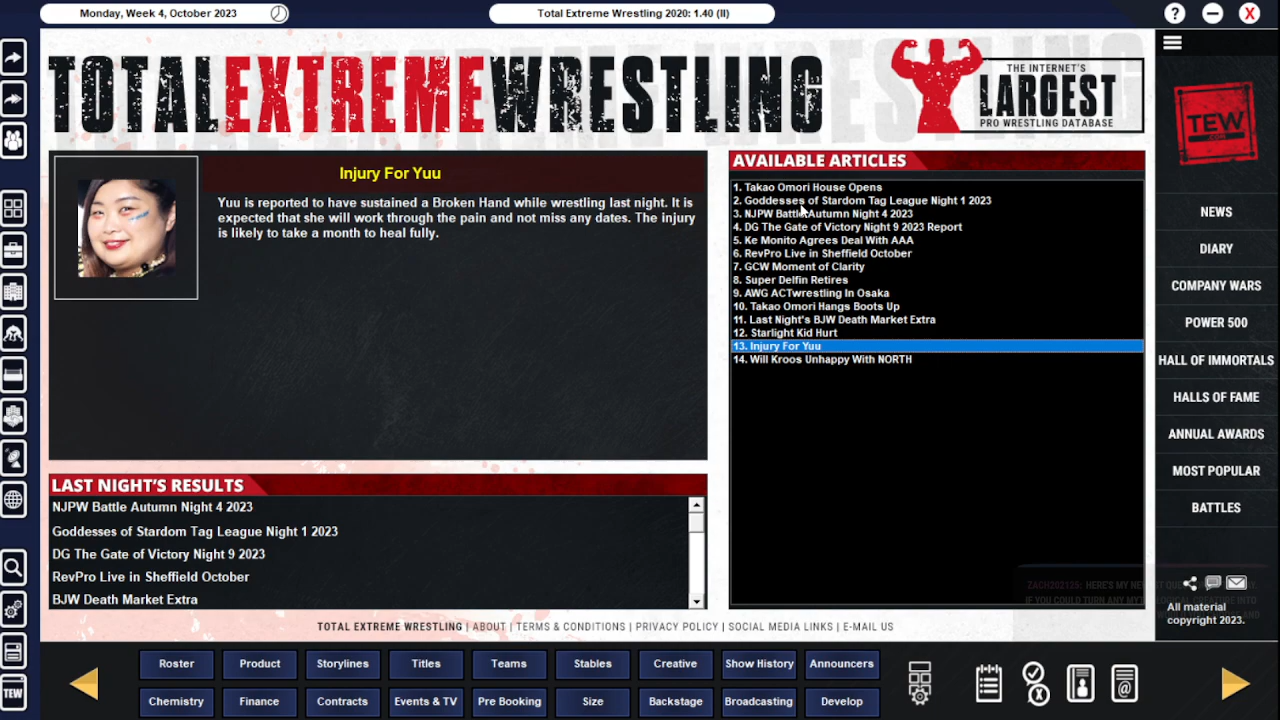 Monday, Week 4, October 2023
Total Extreme Wrestling 2020: 1.40 (II)
?
X
TOTALEXTREMEWRESTLING
THE INTERNET'S
LARGEST
PRO WRESTLING DATABASE
TEW
.COM
Injury For Yuu
Yuu is reported to have sustained a Broken Hand while wrestling last night. It is
expected that she will work through the pain and not miss any dates. The injury
is likely to take a month to heal fully.
AVAILABLE ARTICLES
1. Takao Omori House Opens
2. Goddesses of Stardom Tag League Night 1 2023
3. NJPW Battle Autumn Night 4 2023
4. DG The Gate of Victory Night 9 2023 Report
5. Ke Monito Agrees Deal With AAA
6. RevPro Live in Sheffield October
7. GCW Moment of Clarity
8. Super Delfin Retires
9. AWG ACTwrestling In Osaka
10. Takao Omori Hangs Boots Up
11. Last Night's BJW Death Market Extra
12. Starlight Kid Hurt
13. Injury For Yuu
14. Will Kroos Unhappy With NORTH
NEWS
DIARY
COMPANY WARS
POWER 500
HALL OF IMMORTALS
HALLS OF FAME
ANNUAL AWARDS
MOST POPULAR
BATTLES
LAST NIGHT'S RESULTS
NJPW Battle Autumn Night 4 2023
Goddesses of Stardom Tag League Night 1 2023
DG The Gate of Victory Night 9 2023
RevPro Live in Sheffield October
BJW Death Market Extra
All material
copyright 2023.
TOTAL EXTREME WRESTLING | ABOUT | TERMS & CONDITIONS | PRIVACY POLICY | SOCIAL MEDIA LINKS | E-MAIL US
Roster Product Storylines Titles Teams Stables Creative Show History Announcers
Chemistry Finance Contracts Events & TV Pre Booking Size Backstage Broadcasting Develop
TEW